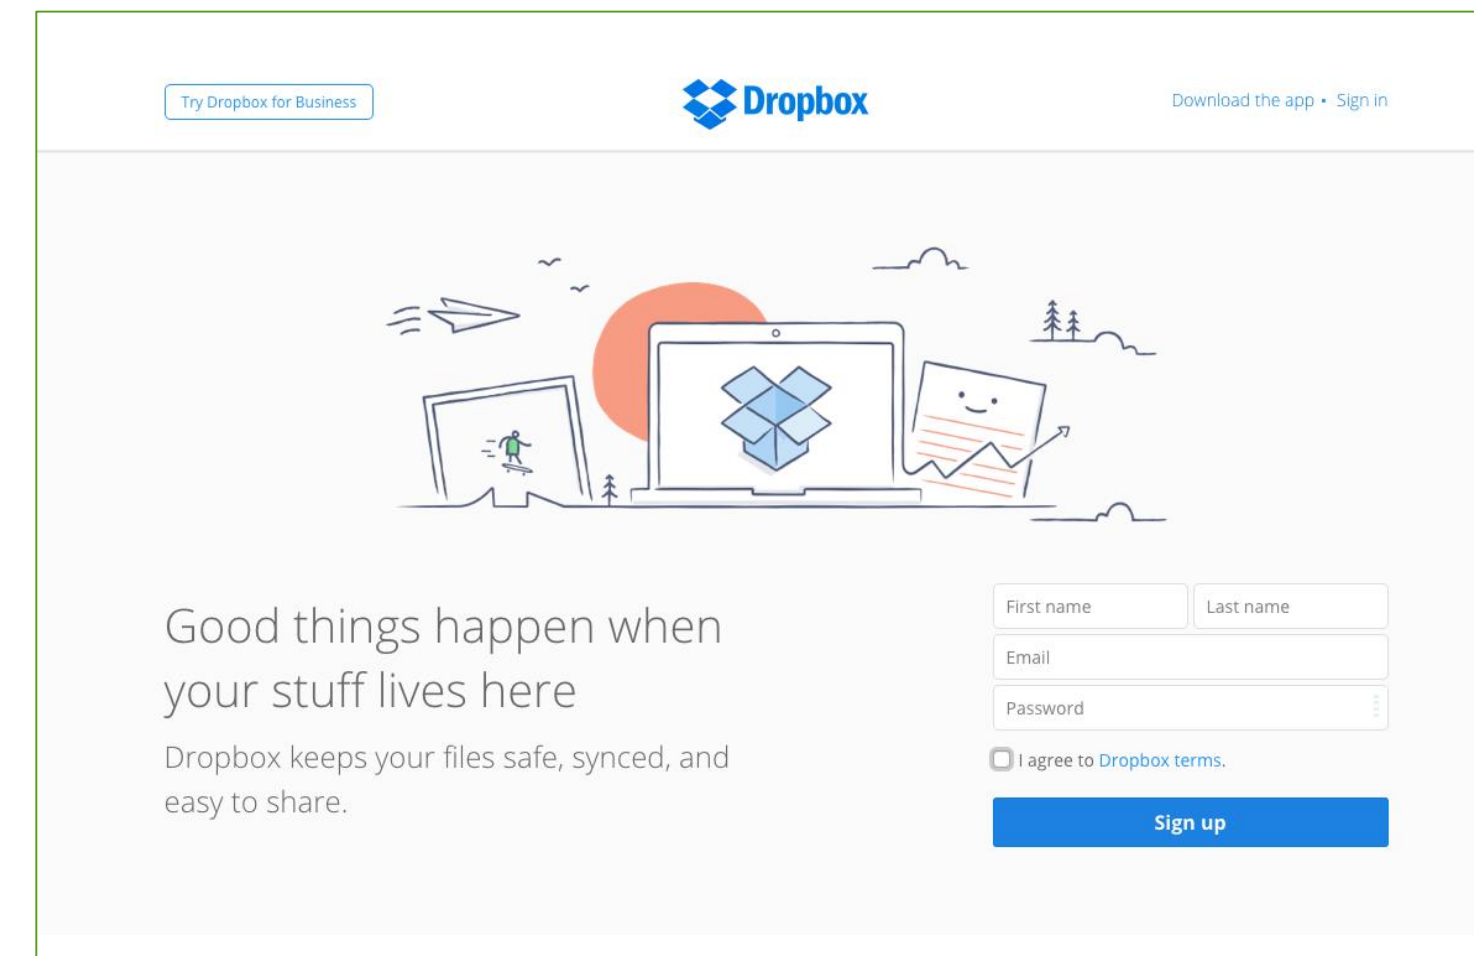 Try Dropbox for Business
Dropbox
Download the app • Sign in
Good things happen when
your stuff lives here
Dropbox keeps your files safe, synced, and
easy to share.
First name
Last name
Email
Password
I agree to Dropbox terms.
Sign up